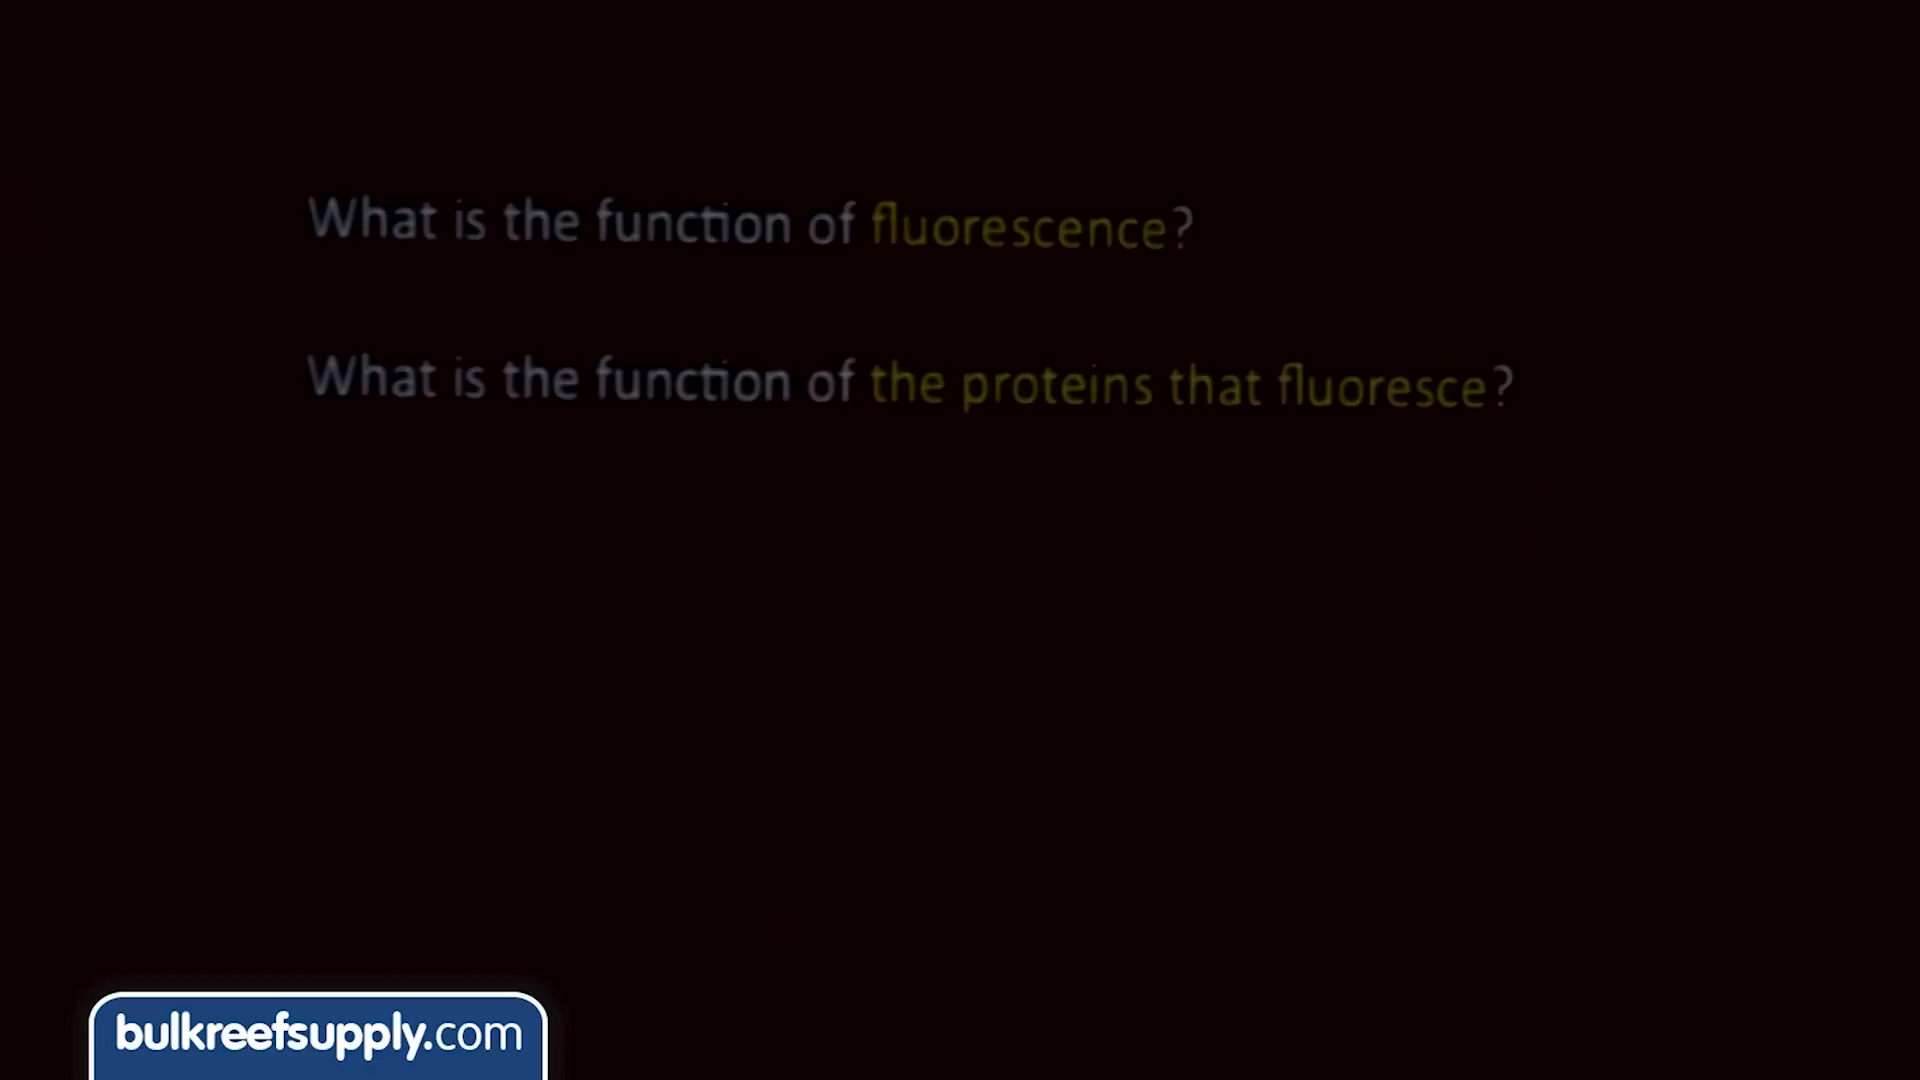 What is the function of fluorescence?
What is the function of the proteins that fluoresce?
bulkreefsupply.com